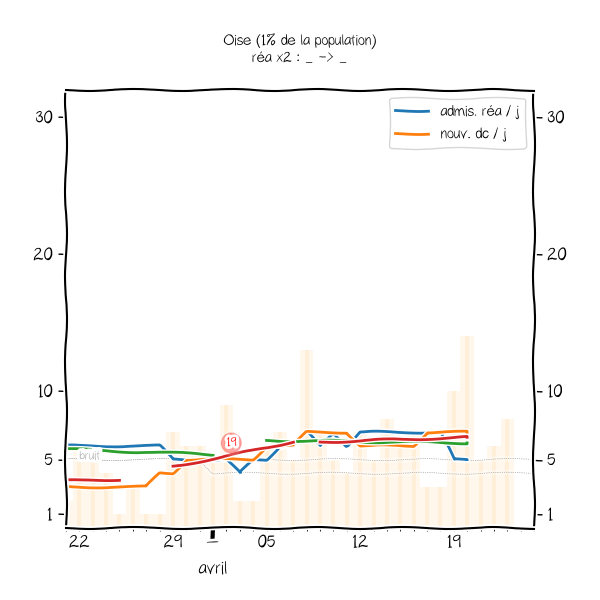 Oise (1% de la population)
réa x2 : _ -> _
admis. réa / j
nouv. dc / j
30
30
20
20
10
10
19
bruit
5
5
1
1
22
29
05
12
19
avril